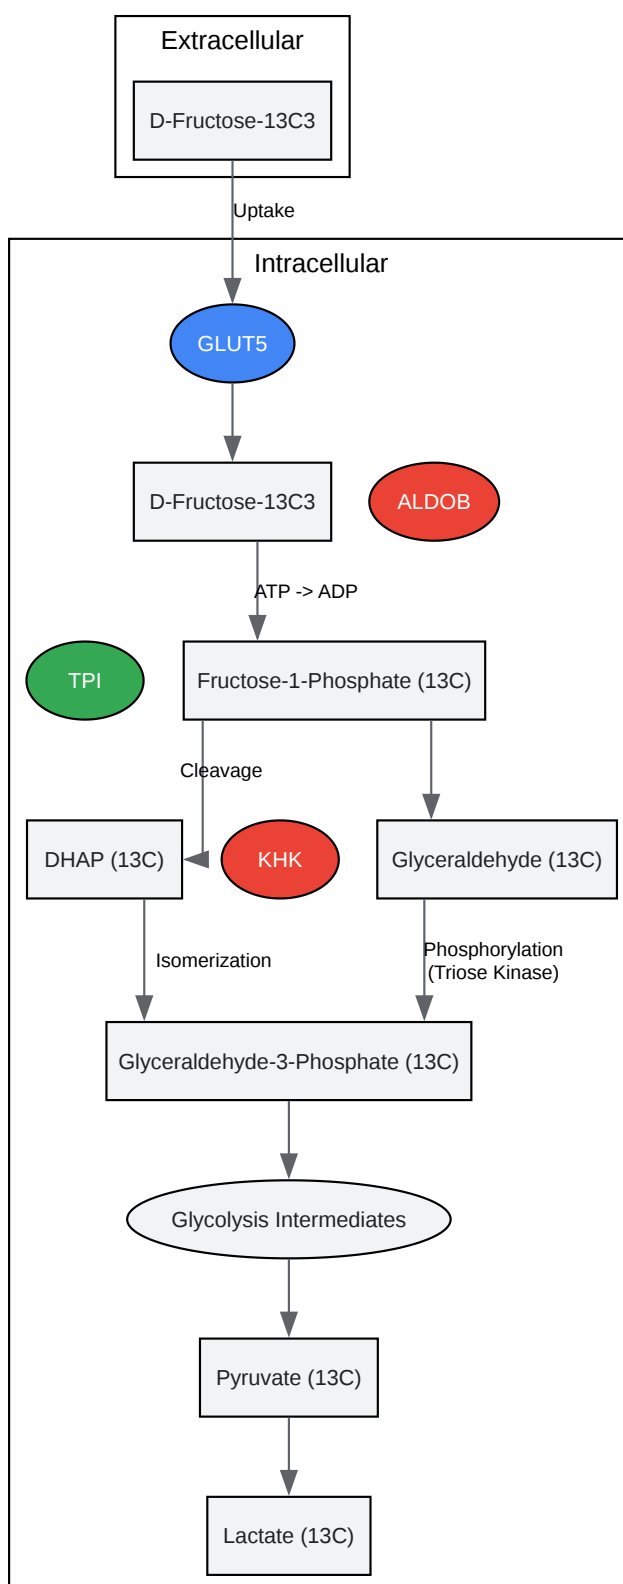 Extracellular
D-Fructose-13C3
Uptake
Intracellular
GLUT5
D-Fructose-13C3
ALDOB
ATP -> ADP
TPI
Fructose-1-Phosphate (13C)
Cleavage
DHAP (13C)
KHK
Glyceraldehyde (13C)
Isomerization
Phosphorylation
(Triose Kinase)
Glyceraldehyde-3-Phosphate (13C)
Glycolysis Intermediates
Pyruvate (13C)
Lactate (13C)